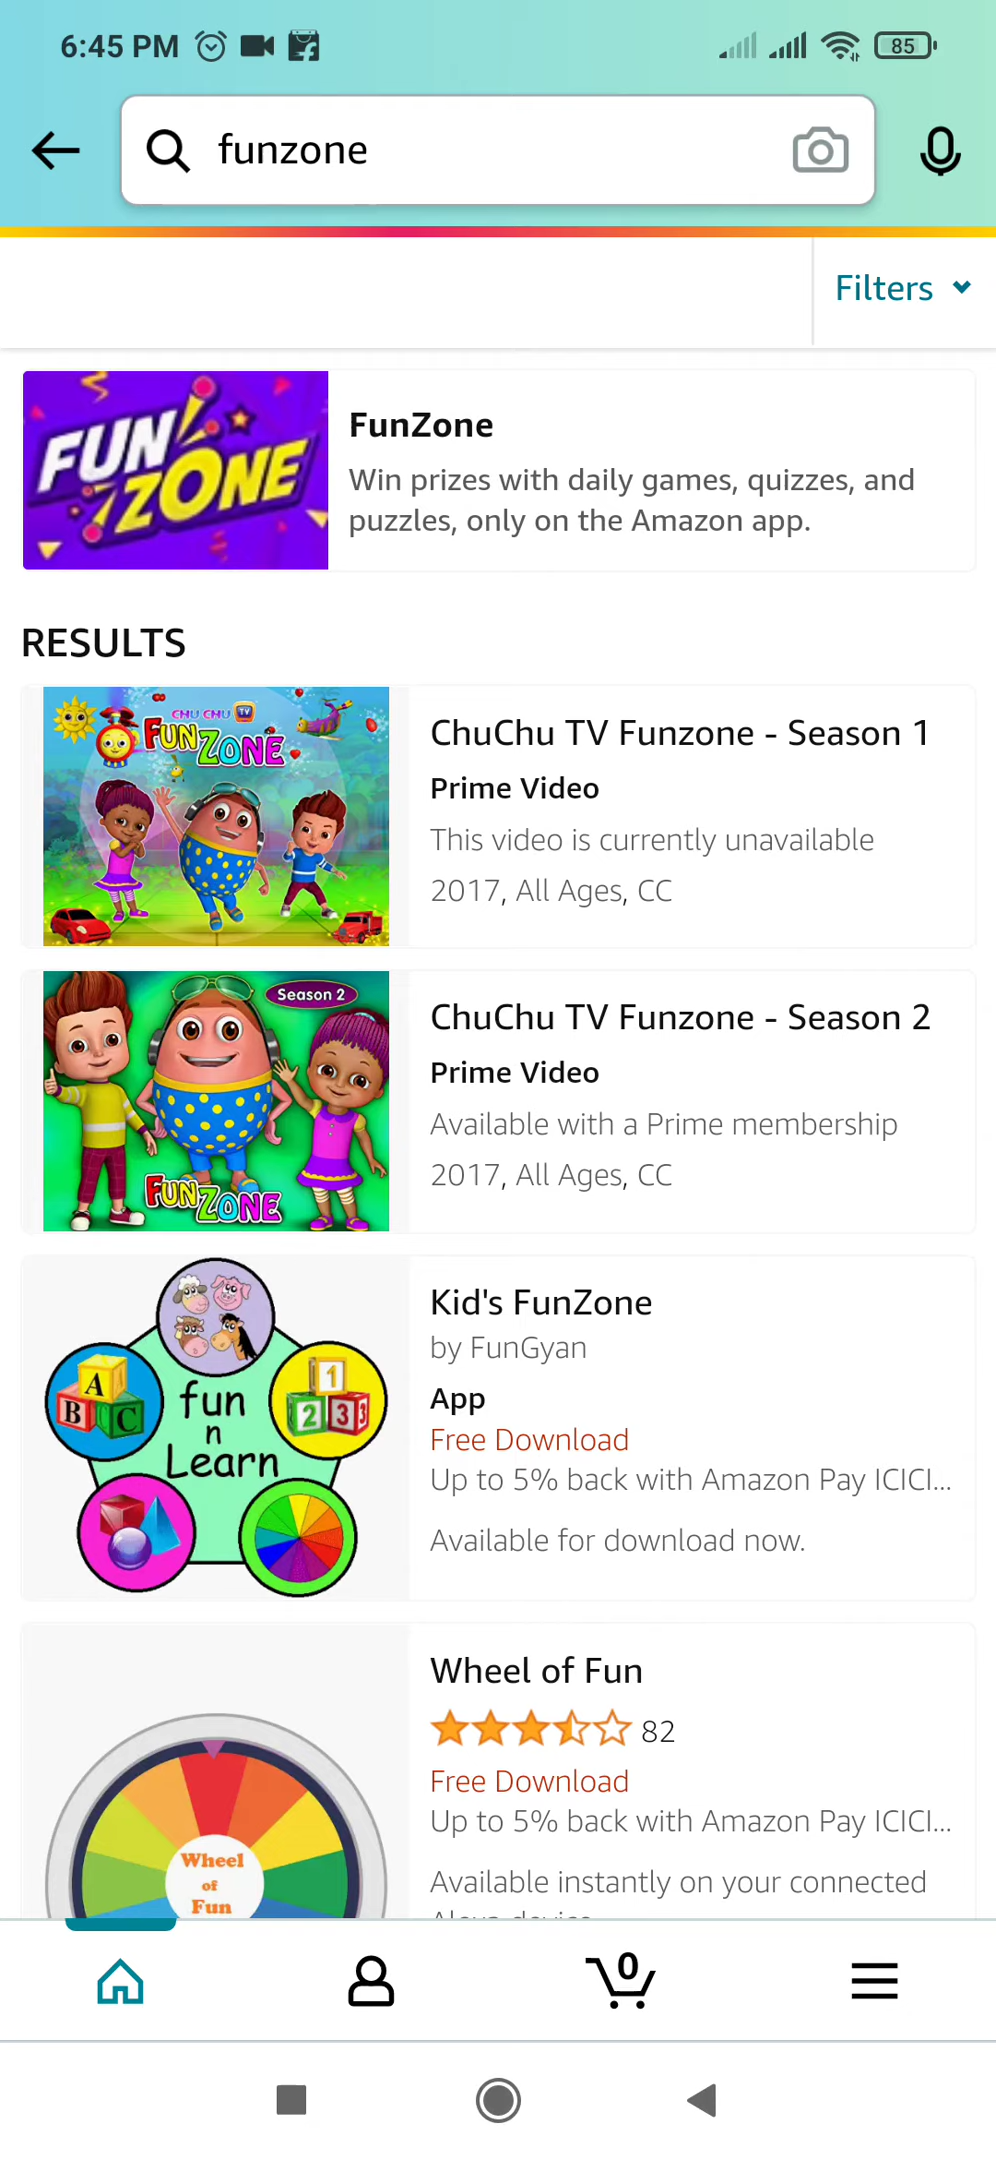 6:45 PM
85
funzone
Filters
FUN
ZONE
FunZone
Win prizes with daily games, quizzes, and
puzzles, only on the Amazon app.
RESULTS
CHU CHU TV
FUNZONE
ChuChu TV Funzone - Season 1
Prime Video
This video is currently unavailable
2017, All Ages, CC
Season 2
FUNZONE
ChuChu TV Funzone - Season 2
Prime Video
Available with a Prime membership
2017, All Ages, CC
A
B C
1
2 3
fun
n
Learn
Kid's FunZone
by FunGyan
App
Free Download
Up to 5% back with Amazon Pay ICICI...
Available for download now.
Wheel
of
Fun
Wheel of Fun
82
Free Download
Up to 5% back with Amazon Pay ICICI...
Available instantly on your connected
0